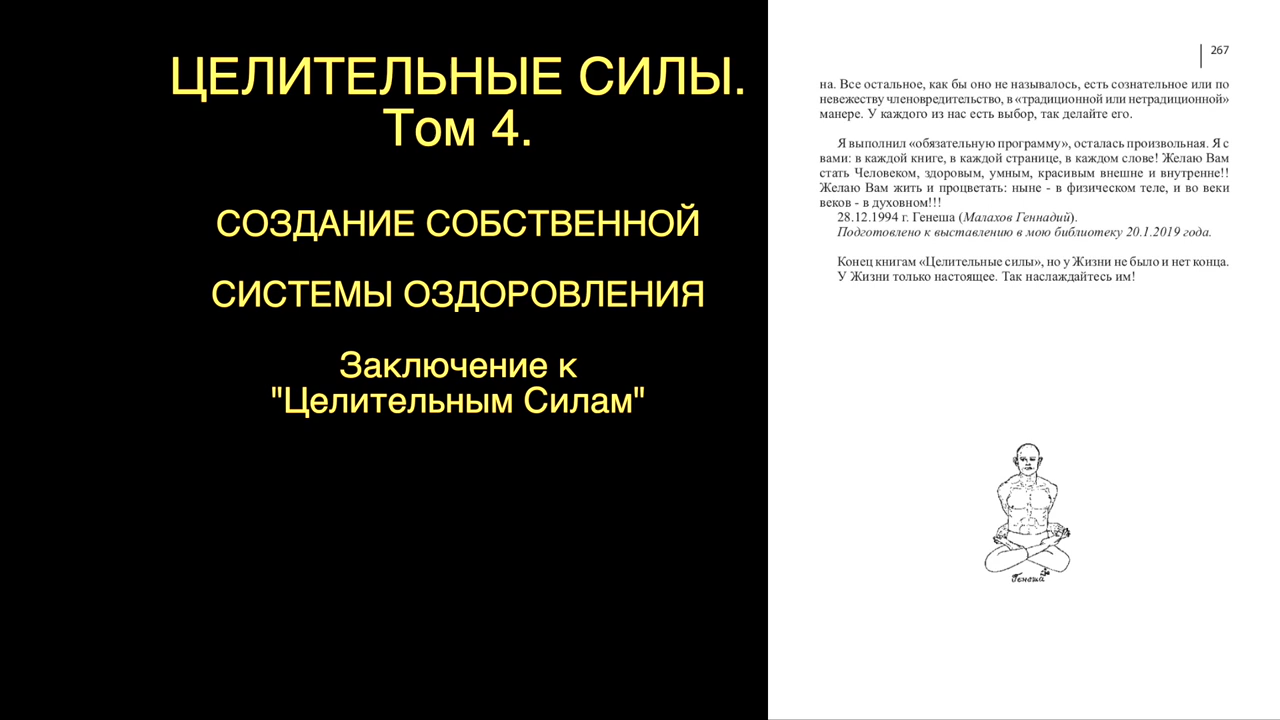 ЦЕЛИТЕЛЬНЫЕ СИЛЫ.
Том 4.
СОЗДАНИЕ СОБСТВЕННОЙ
СИСТЕМЫ ОЗДОРОВЛЕНИЯ
Заключение к
"Целительным Силам"
267
на. Все остальное, как бы оно не называлось, есть сознательное или по
невежеству членовредительство, в «традиционной или нетрадиционной»
манере. У каждого из нас есть выбор, так делайте его.
Я выполнил «обязательную программу», осталась произвольная. Я с
вами: в каждой книге, в каждой странице, в каждом слове! Желаю Вам
стать Человеком, здоровым, умным, красивым внешне и внутренне!!
Желаю Вам жить и процветать: ныне - в физическом теле, и во веки
веков - в духовном!!!
28.12.1994 г. Генеша (Малахов Геннадий).
Подготовлено к выставлению в мою библиотеку 20.1.2019 года.
Конец книгам «Целительные силы», но у Жизни не было и нет конца.
У Жизни только настоящее. Так наслаждайтесь им!
Генеша